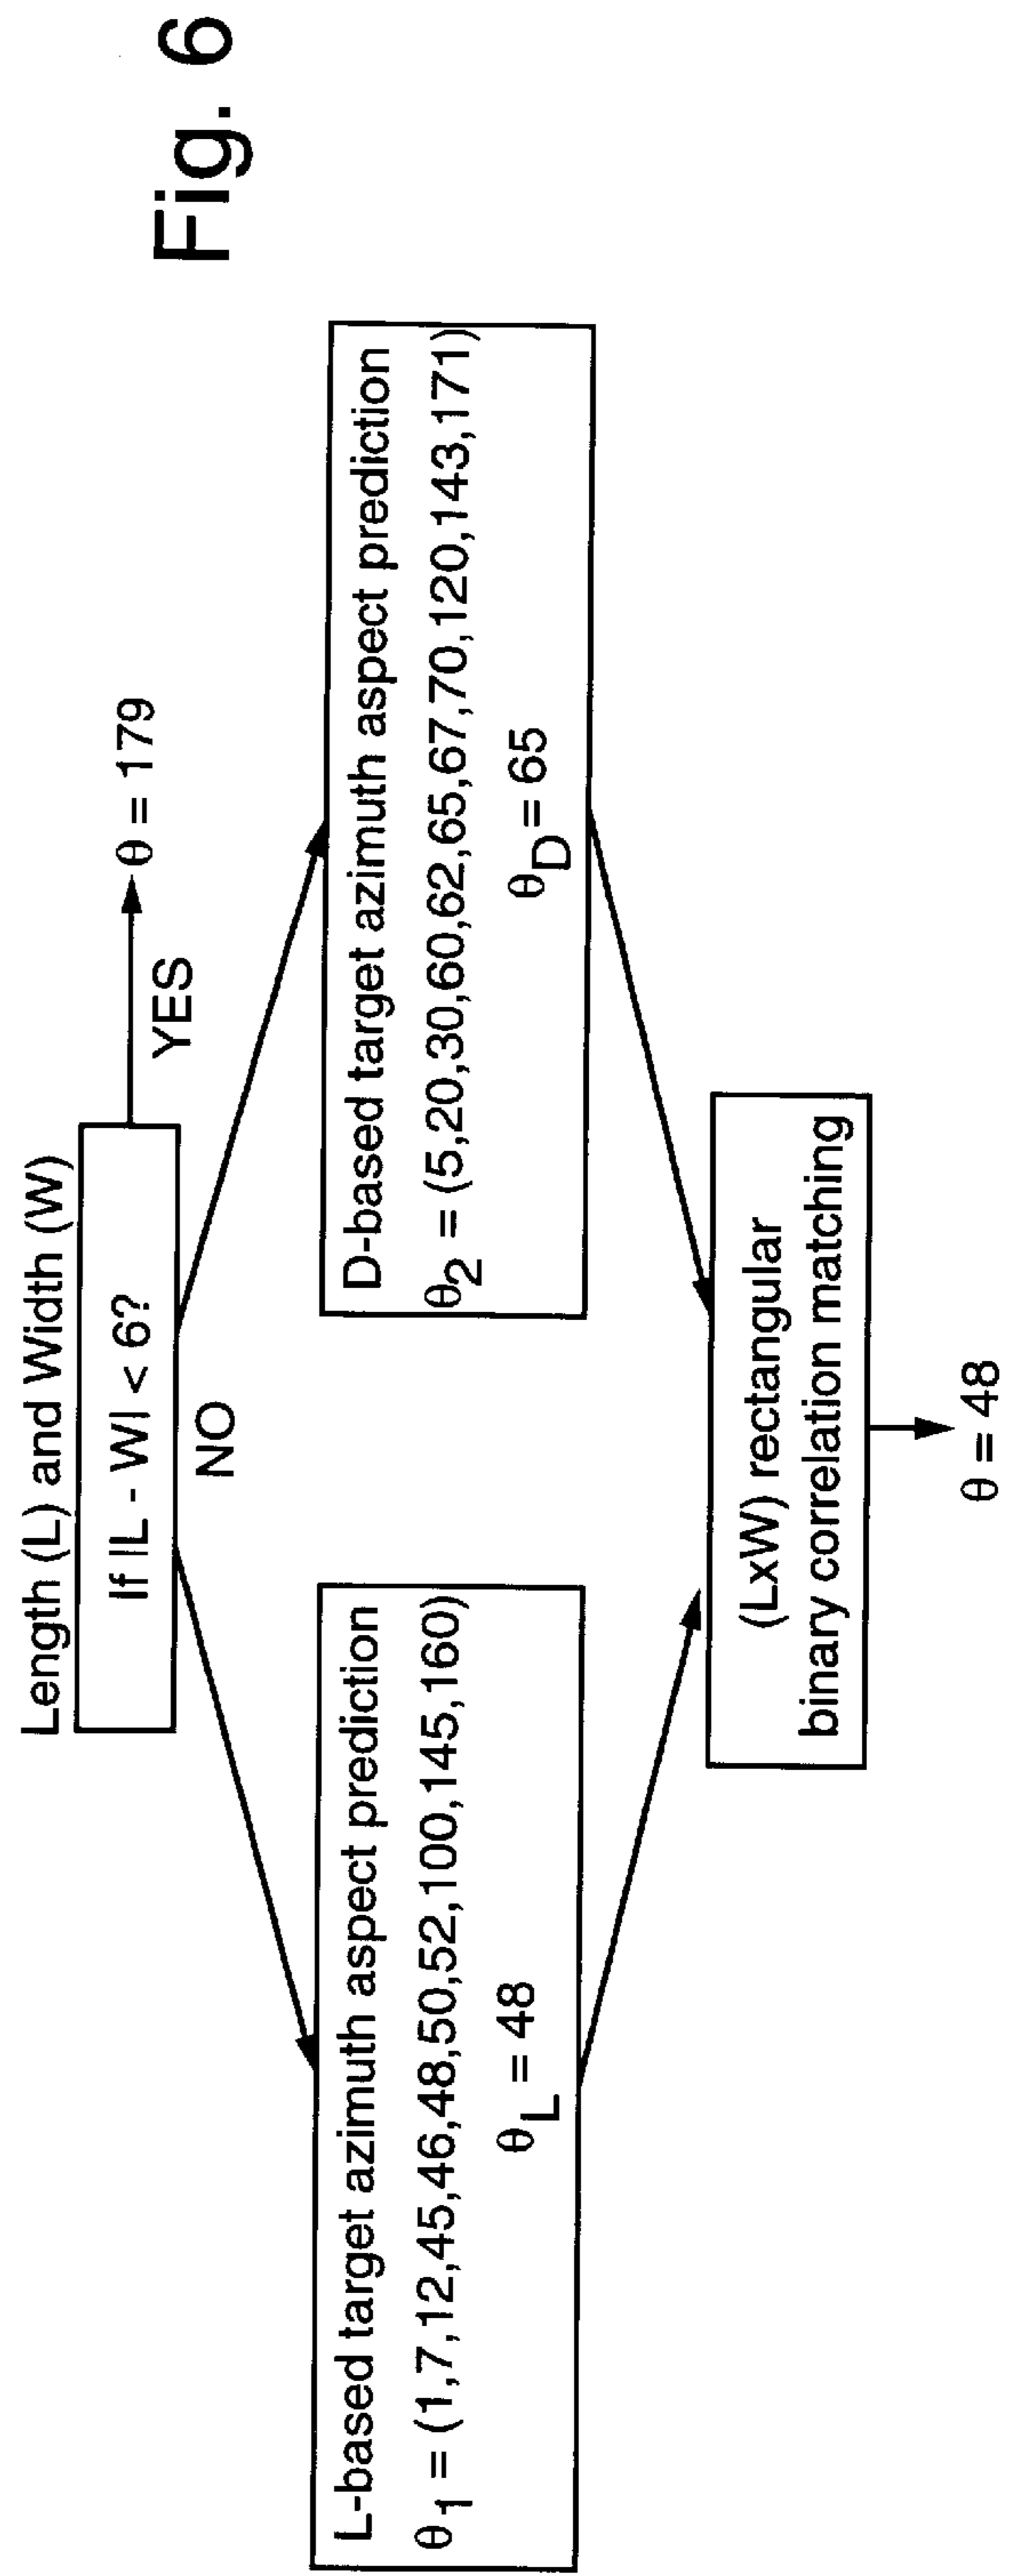 Fig. 6
Length (L) and Width (W)
If |L - W| < 6?
YES
θ = 179
NO
L-based target azimuth aspect prediction
θ1 = (1,7,12,45,46,48,50,52,100,145,160)
θL = 48
D-based target azimuth aspect prediction
θ2 = (5,20,30,60,62,65,67,70,120,143,171)
θD = 65
(LxW) rectangular
binary correlation matching
θ = 48